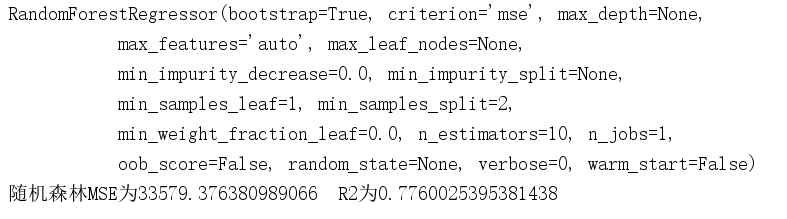 RandomForestRegressor(bootstrap=True, criterion='mse', max_depth=None,
max_features='auto', max_leaf_nodes=None,
min_impurity_decrease=0.0, min_impurity_split=None,
min_samples_leaf=1, min_samples_split=2,
min_weight_fraction_leaf=0.0, n_estimators=10, n_jobs=1,
oob_score=False, random_state=None, verbose=0, warm_start=False)
随机森林MSE为33579.376380989066  R2为0.7760025395381438